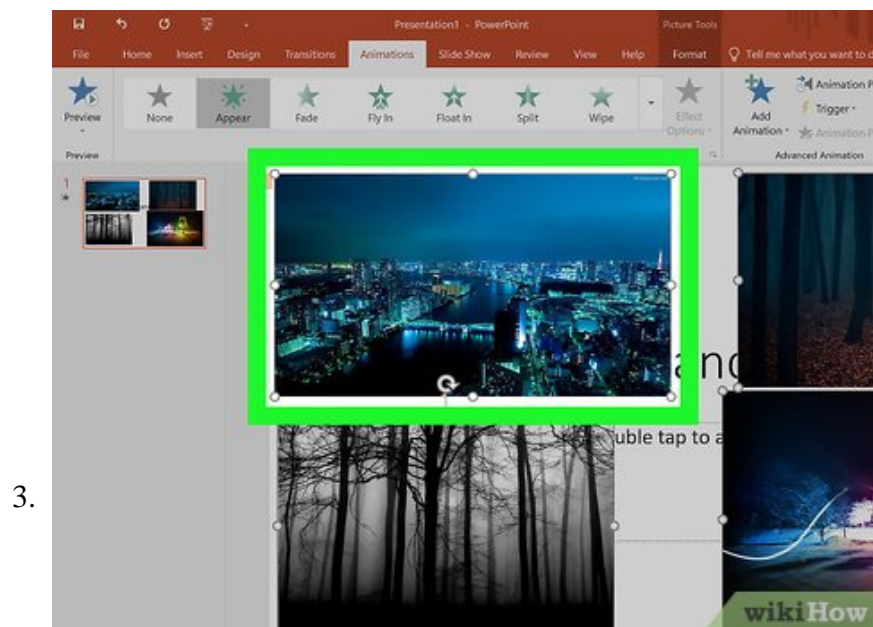 Presentation1 - PowerPoint
Picture Tools
File Home Insert Design Transitions Animations Slide Show Review View Help Format Tell me what you want to d
Preview
None
Appear
Fade
Fly In
Float In
Split
Wipe
Effect
Options
Add
Animation
Animation P
Trigger
Animation P
Preview
Advanced Animation
1
and
uble tap to a
3.
wikiHow